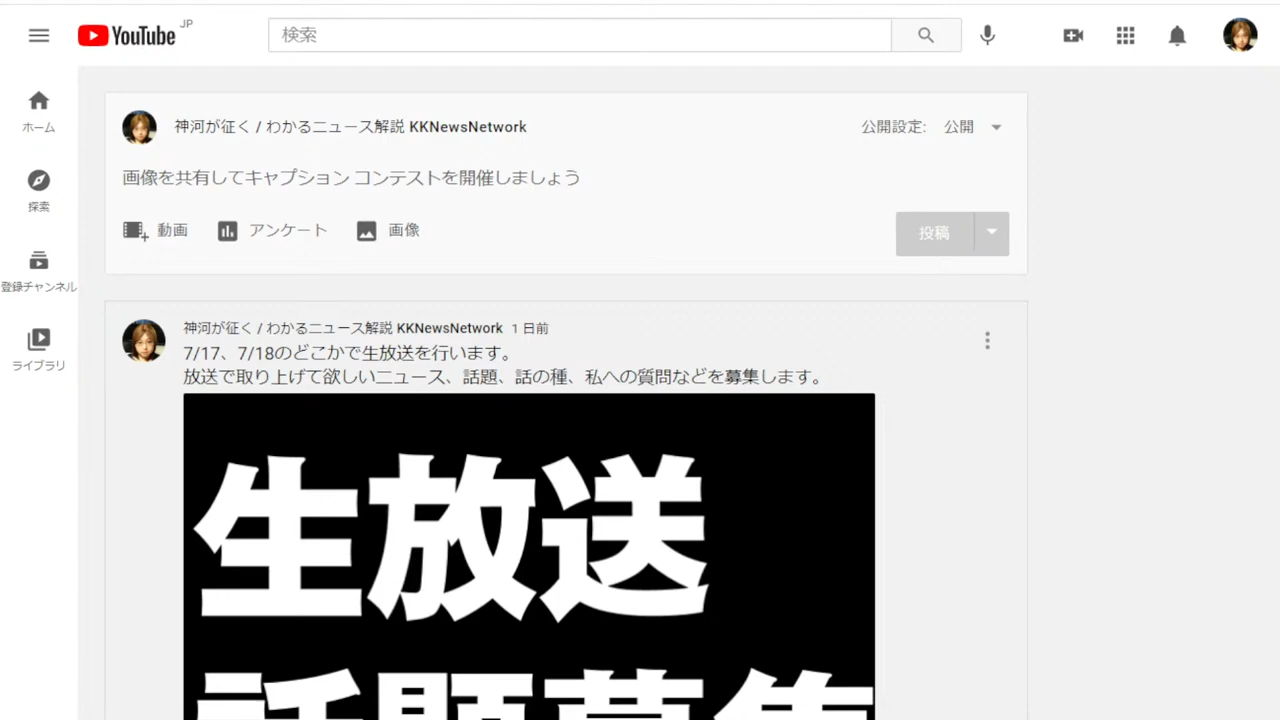 YouTube JP
検索
ホーム
探索
登録チャンネル
ライブラリ
神河が征く / わかるニュース解説 KKNewsNetwork
公開設定: 公開
画像を共有してキャプション コンテストを開催しましょう
動画 アンケート 画像
投稿
神河が征く / わかるニュース解説 KKNewsNetwork 1 日前
7/17、7/18のどこかで生放送を行います。
放送で取り上げて欲しいニュース、話題、話の種、私への質問などを募集します。
生放送
話題募集